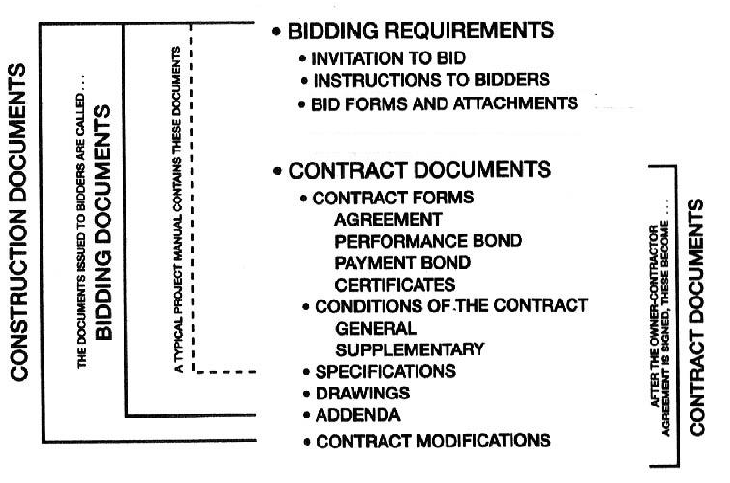 CONSTRUCTION DOCUMENTS
THE DOCUMENTS ISSUED TO BIDDERS ARE CALLED...
BIDDING DOCUMENTS
A TYPICAL PROJECT MANUAL CONTAINS THESE DOCUMENTS
• BIDDING REQUIREMENTS
• INVITATION TO BID
• INSTRUCTIONS TO BIDDERS
• BID FORMS AND ATTACHMENTS
• CONTRACT DOCUMENTS
• CONTRACT FORMS
AGREEMENT
PERFORMANCE BOND
PAYMENT BOND
CERTIFICATES
• CONDITIONS OF THE CONTRACT
GENERAL
SUPPLEMENTARY
• SPECIFICATIONS
• DRAWINGS
• ADDENDA
• CONTRACT MODIFICATIONS
AFTER THE OWNER-CONTRACTOR
AGREEMENT IS SIGNED, THESE BECOME ...
CONTRACT DOCUMENTS